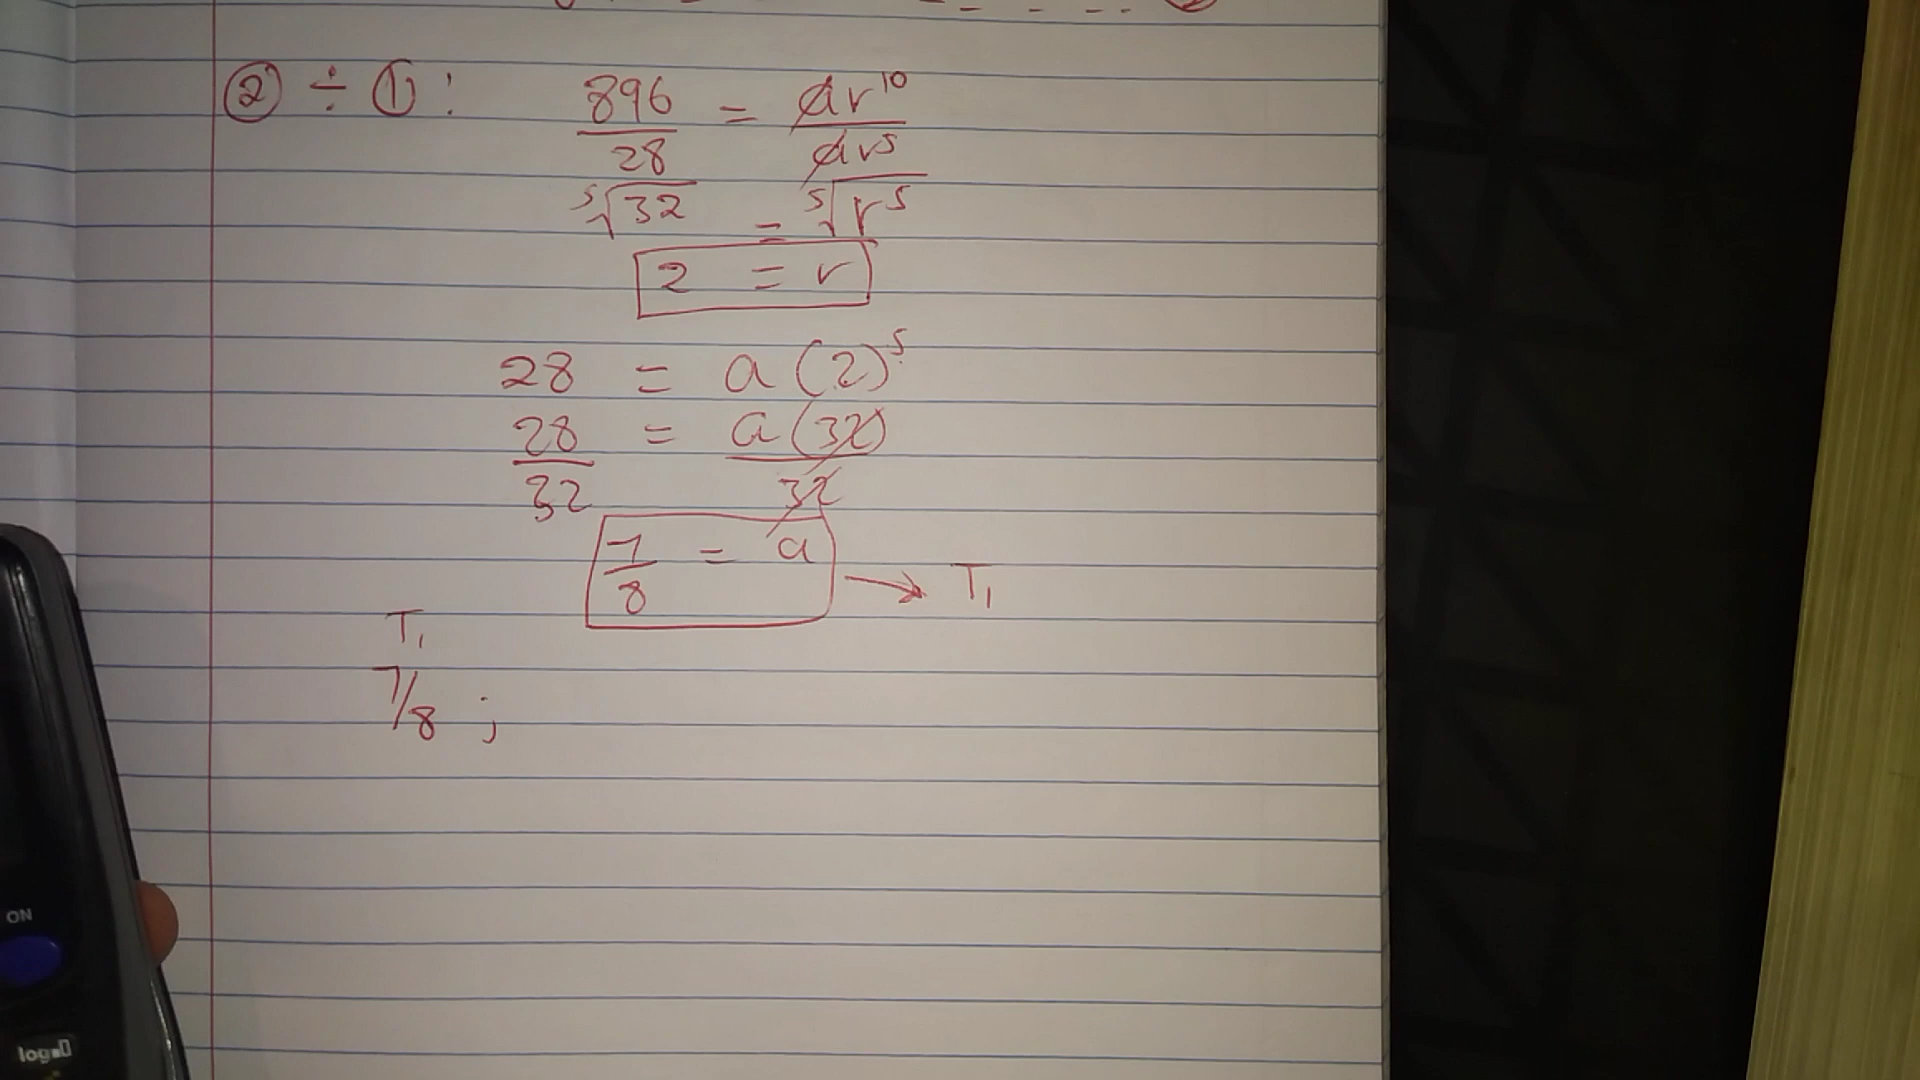 ② ÷ ① : 896/28 = ar¹⁰/ar⁵
⁵√32 = ⁵√r⁵
2 = r
28 = a(2)⁵
28/32 = a(32)/32
7/8 = a → T₁
T₁
7/8 ;
ON
log